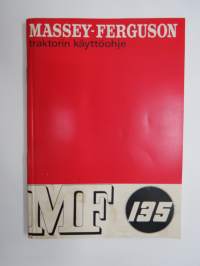 MASSEY-FERGUSON
traktorin käyttöohje
MF 135